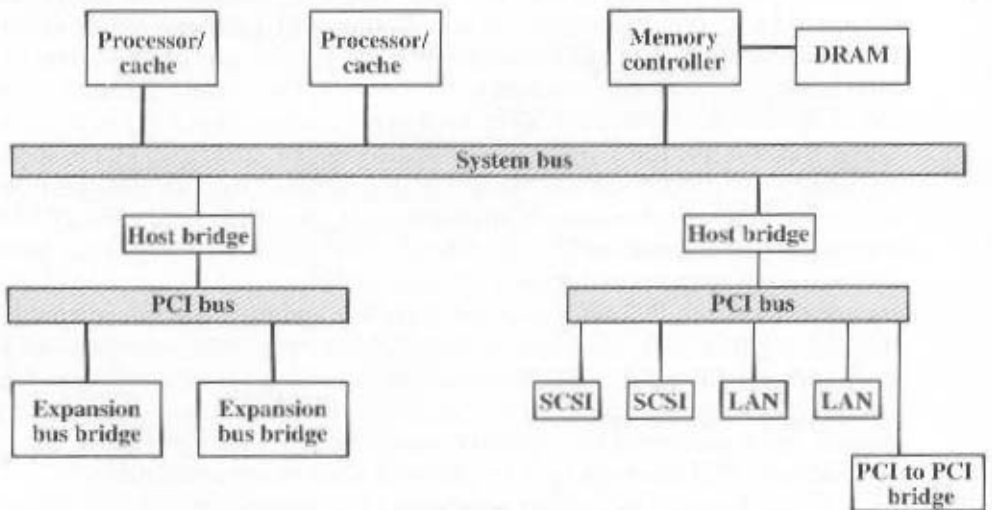 Processor/
cache
Processor/
cache
Memory
controller
DRAM
System bus
Host bridge
Host bridge
PCI bus
PCI bus
SCSI
SCSI
LAN
LAN
Expansion
bus bridge
Expansion
bus bridge
PCI to PCI
bridge